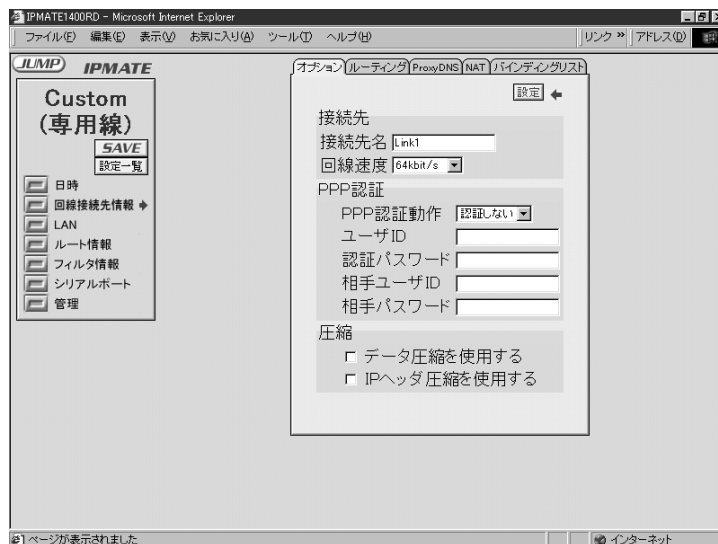 IPMATE1400RD - Microsoft Internet Explorer
ファイル(F) 編集(E) 表示(V) お気に入り(A) ツール(T) ヘルプ(H) リンク » アドレス(D)
JUMP IPMATE
Custom
(専用線)
SAVE
設定一覧
日時
回線接続先情報
LAN
ルート情報
フィルタ情報
シリアルポート
管理
オプション ルーティング ProxyDNS NAT バインディングリスト
設定
接続先
接続先名 Link1
回線速度 64kbit/s
PPP認証
PPP認証動作 認証しない
ユーザID
認証パスワード
相手ユーザID
相手パスワード
圧縮
データ圧縮を使用する
IPヘッダ圧縮を使用する
ページが表示されました インターネット